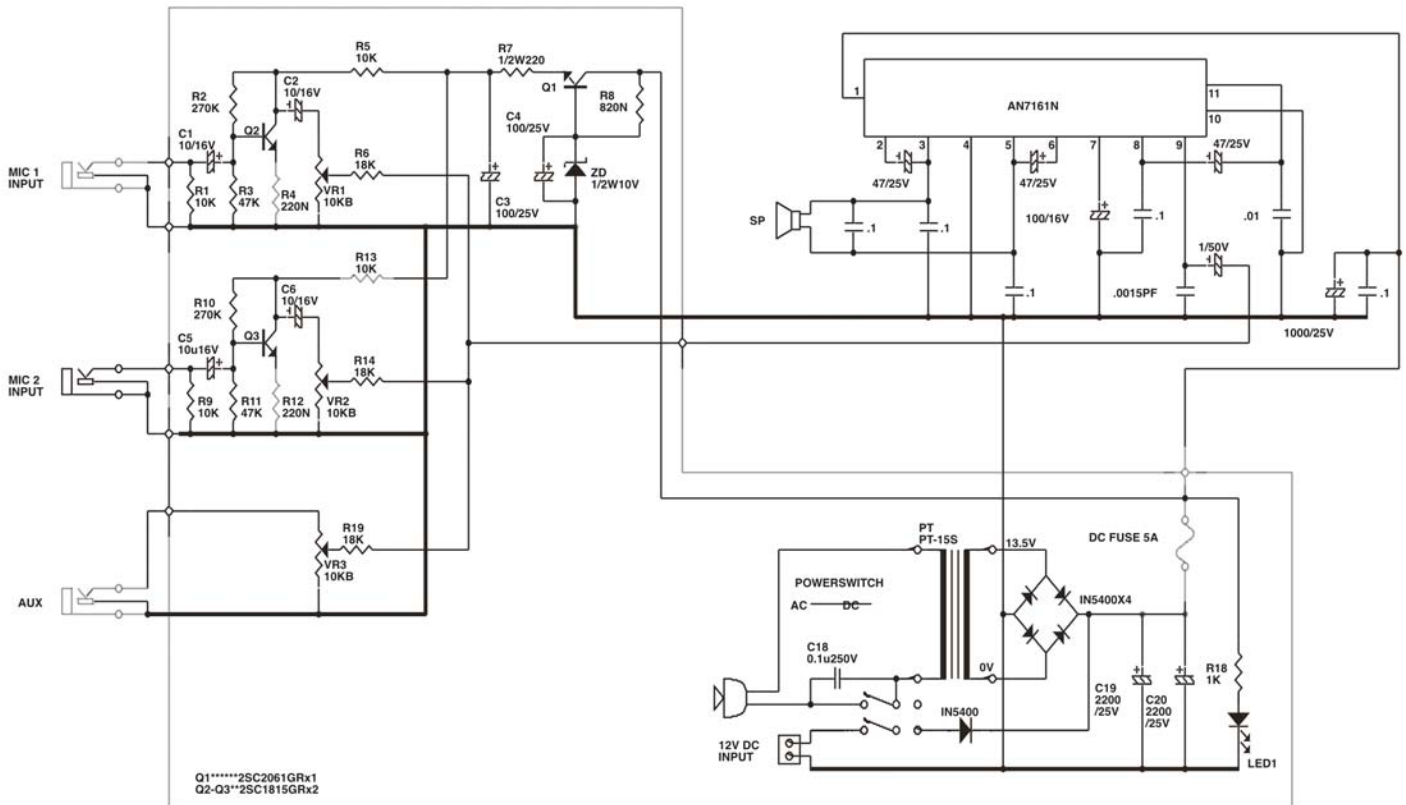 R5
10K
R7
1/2W220
Q1
R8
820N
R2
270K
C2
10/16V
Q2
C4
100/25V
C1
10/16V
MIC 1
INPUT
R6
18K
ZD
1/2W10V
R1
10K
R3
47K
R4
220N
VR1
10KB
C3
100/25V
R13
10K
R10
270K
C6
10/16V
Q3
C5
10u16V
MIC 2
INPUT
R14
18K
R9
10K
R11
47K
R12
220N
VR2
10KB
R19
18K
VR3
10KB
AUX
Q1******2SC2061GRx1
Q2-Q3**2SC1815GRx2
AN7161N
1
11
10
2
3
4
5
6
7
8
9
47/25V
47/25V
47/25V
SP
.1
.1
100/16V
.1
.01
1/50V
.1
.0015PF
.1
1000/25V
PT
PT-15S
13.5V
DC FUSE 5A
POWERSWITCH
AC
DC
IN5400X4
C18
0.1u250V
0V
IN5400
C19
2200
/25V
C20
2200
/25V
R18
1K
12V DC
INPUT
LED1